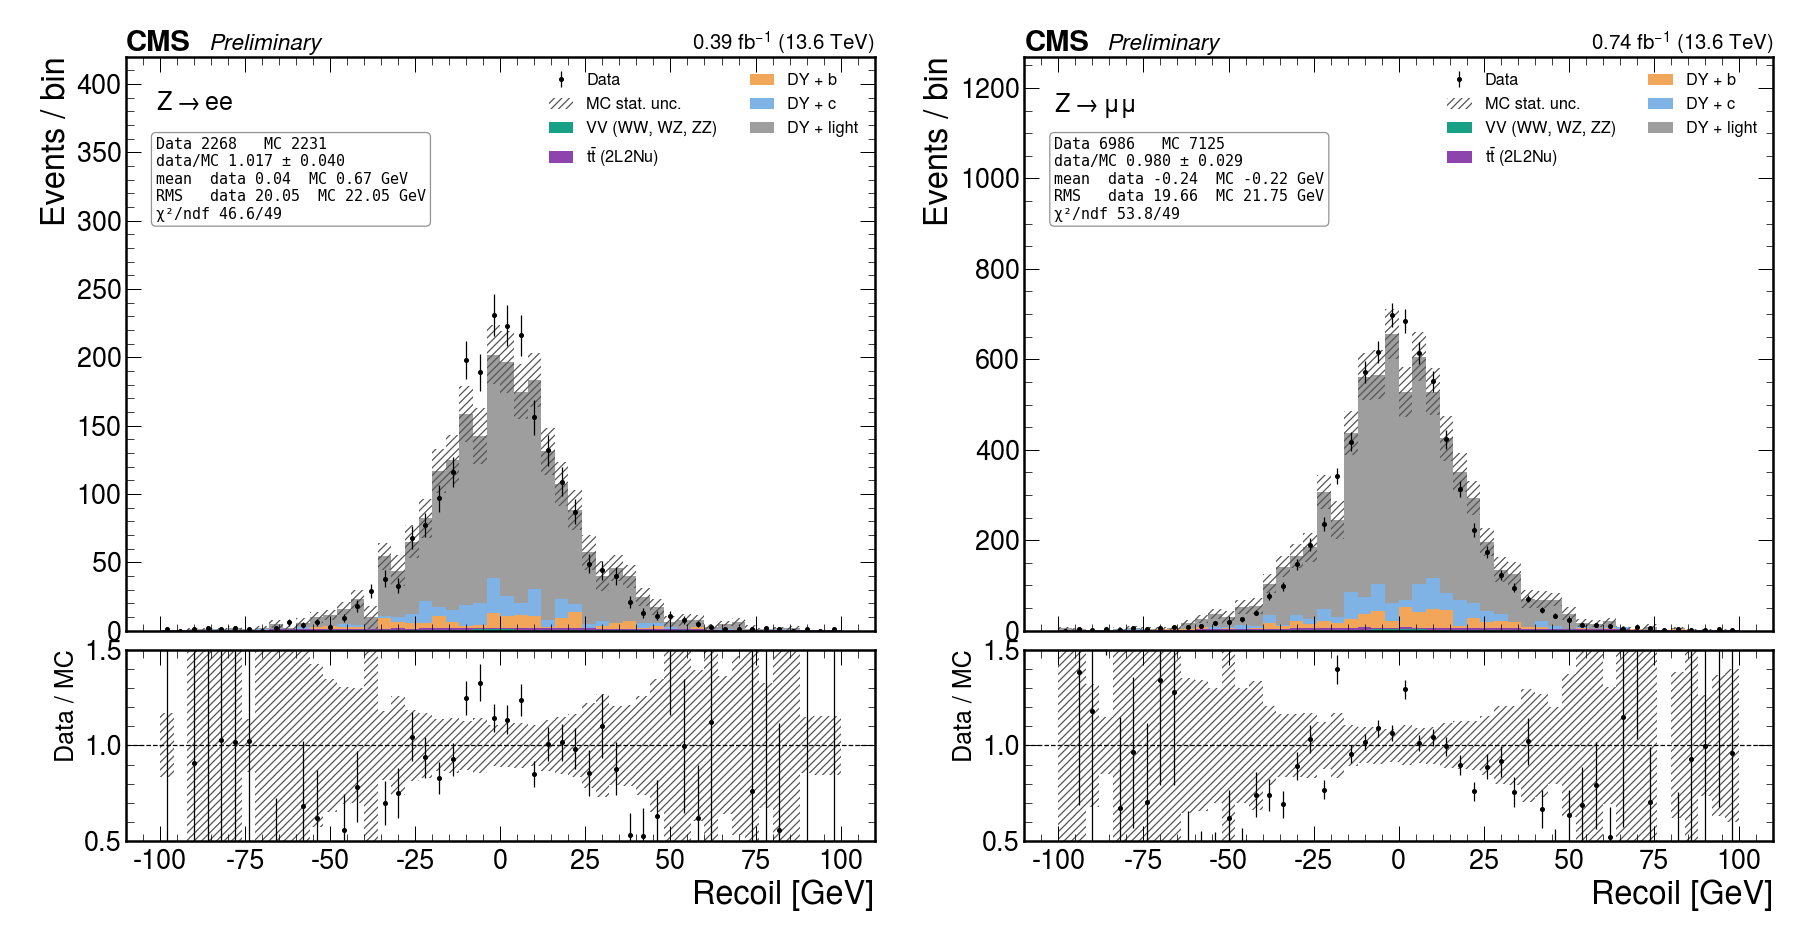 CMS Preliminary 0.39 fb⁻¹ (13.6 TeV)
Events / bin
400
350
300
250
200
150
100
50
0
Z → ee
Data 2268 MC 2231
data/MC 1.017 ± 0.040
mean data 0.04 MC 0.67 GeV
RMS data 20.05 MC 22.05 GeV
χ²/ndf 46.6/49
Data
MC stat. unc.
VV (WW, WZ, ZZ)
tt̄ (2L2Nu)
DY + b
DY + c
DY + light
Data / MC
1.5
1.0
0.5
-100 -75 -50 -25 0 25 50 75 100
Recoil [GeV]
CMS Preliminary 0.74 fb⁻¹ (13.6 TeV)
Events / bin
1200
1000
800
600
400
200
0
Z → μμ
Data 6986 MC 7125
data/MC 0.980 ± 0.029
mean data -0.24 MC -0.22 GeV
RMS data 19.66 MC 21.75 GeV
χ²/ndf 53.8/49
Data
MC stat. unc.
VV (WW, WZ, ZZ)
tt̄ (2L2Nu)
DY + b
DY + c
DY + light
Data / MC
1.5
1.0
0.5
-100 -75 -50 -25 0 25 50 75 100
Recoil [GeV]